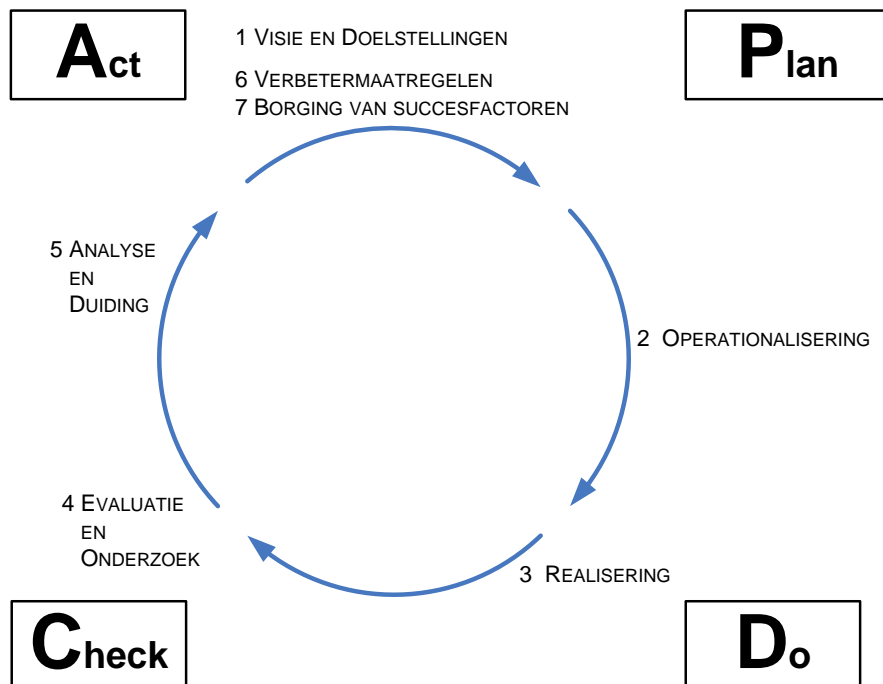 Act
1 Visie en Doelstellingen
Plan
6 Verbetermaatregelen
7 Borging van succesfactoren
5 Analyse
en
Duiding
2 Operationalisering
4 Evaluatie
en
Onderzoek
3 Realisering
Check
Do